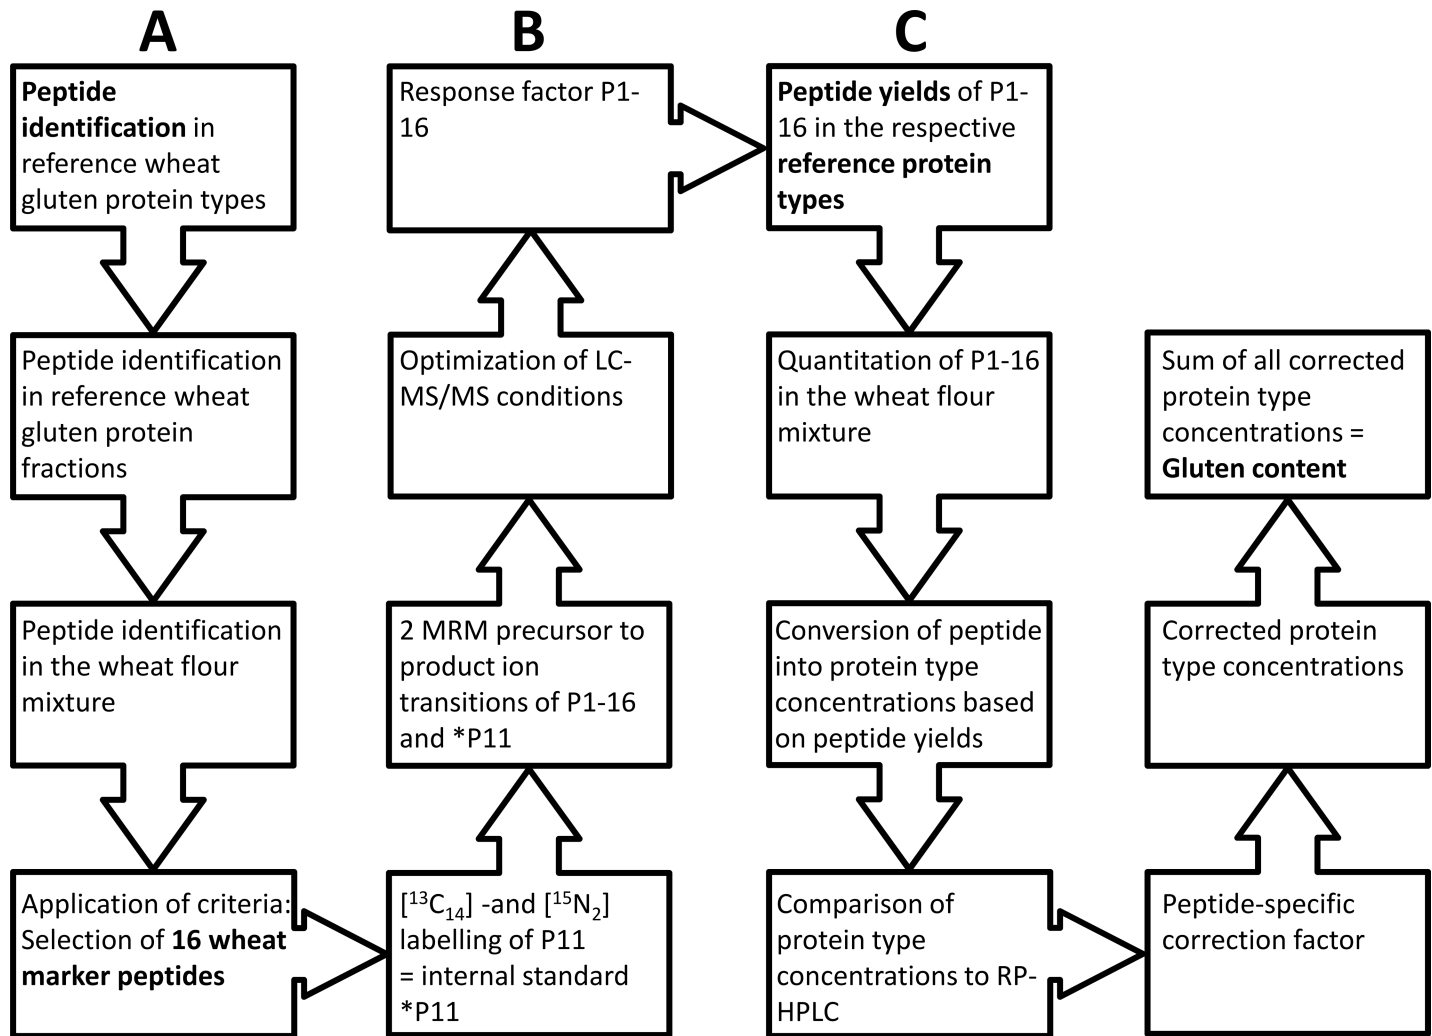 A
Peptide
identification in
reference wheat
gluten protein types
Peptide identification
in reference wheat
gluten protein
fractions
Peptide identification
in the wheat flour
mixture
Application of criteria:
Selection of 16 wheat
marker peptides
B
[¹³C₁₄] -and [¹⁵N₂]
labelling of P11
= internal standard
*P11
2 MRM precursor to
product ion
transitions of P1-16
and *P11
Optimization of LC-
MS/MS conditions
Response factor P1-
16
C
Peptide yields of P1-
16 in the respective
reference protein
types
Quantitation of P1-16
in the wheat flour
mixture
Conversion of peptide
into protein type
concentrations based
on peptide yields
Comparison of
protein type
concentrations to RP-
HPLC
Peptide-specific
correction factor
Corrected protein
type concentrations
Sum of all corrected
protein type
concentrations =
Gluten content